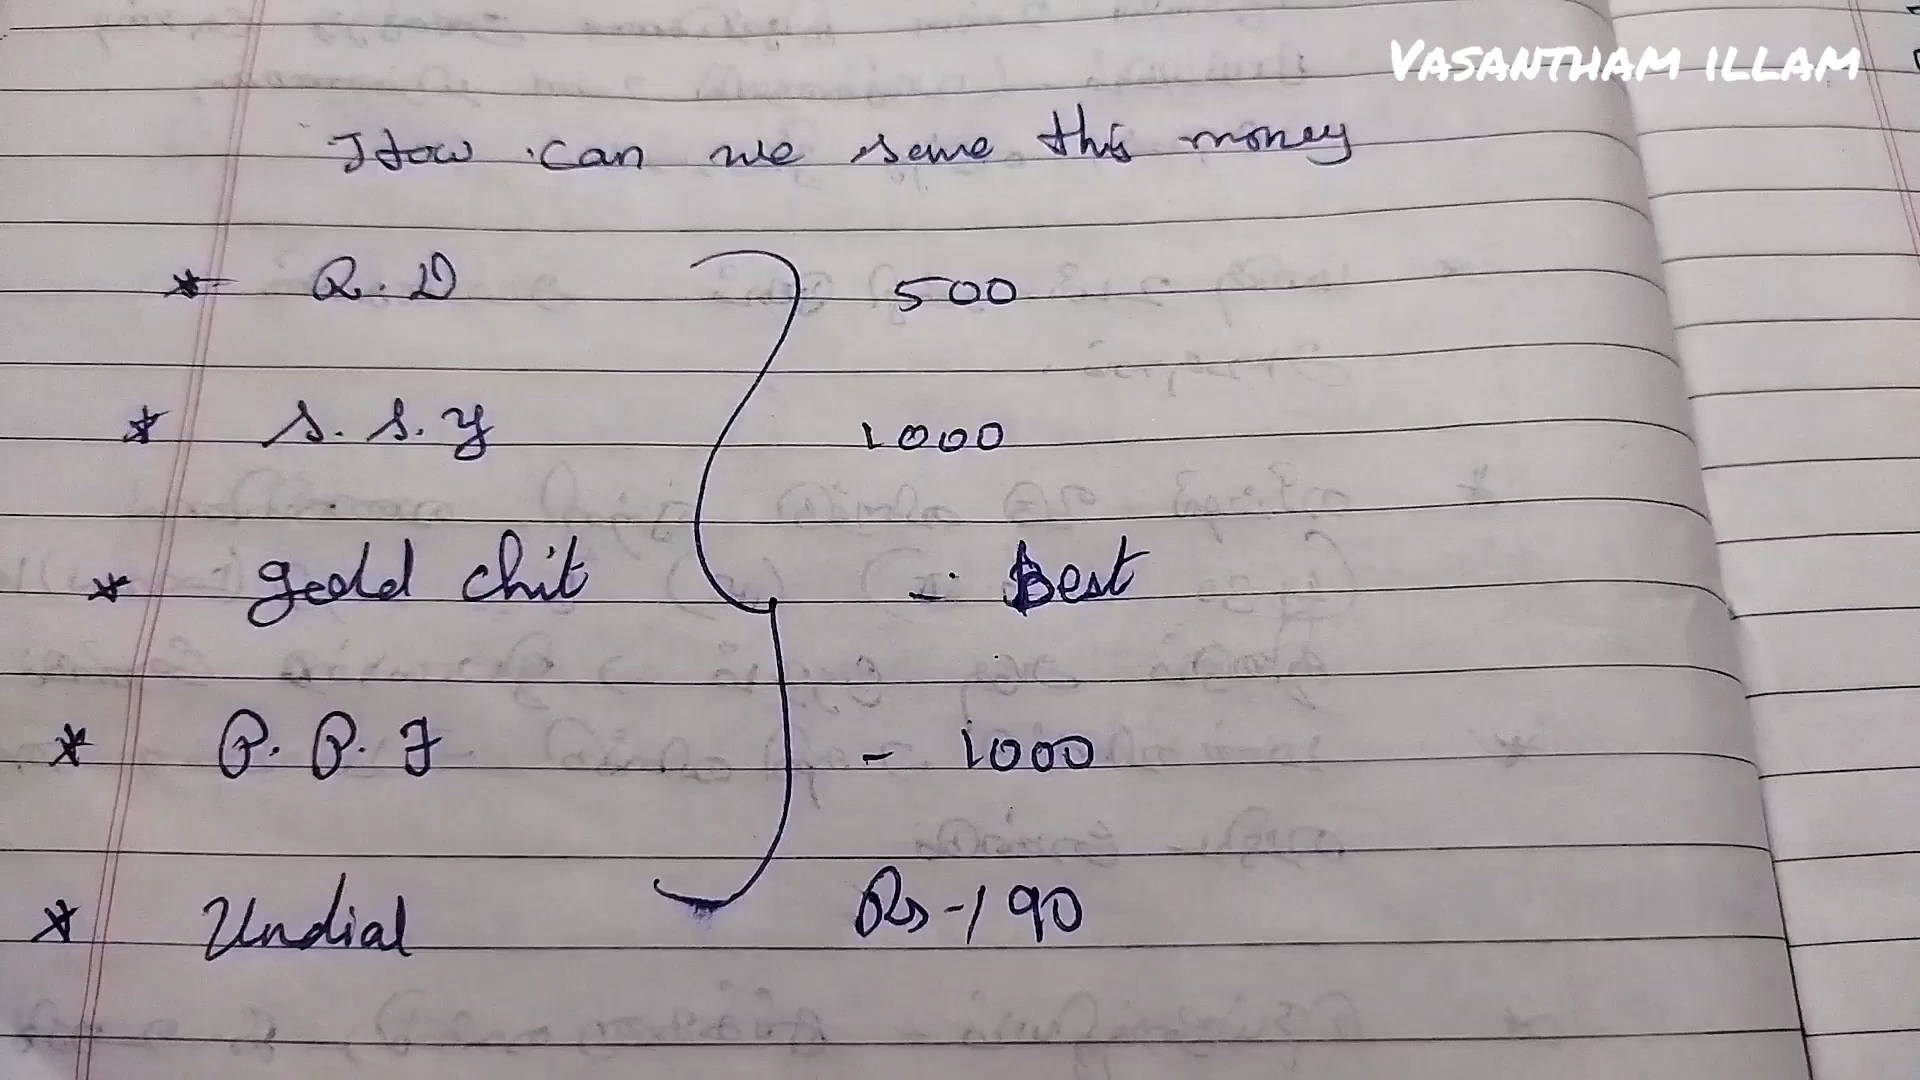 VASANTHAM ILLAM
How can we save this money
* R.D 500
* S.S.Y 1000
* gold chit - Best
* P.P.F - 1000
* Undial Rs-190